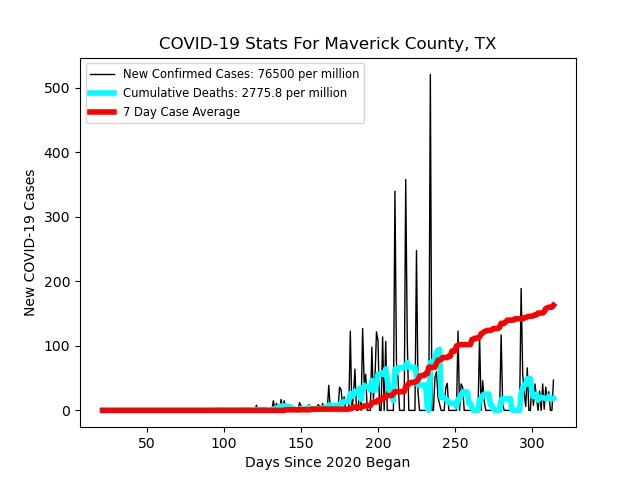 COVID-19 Stats For Maverick County, TX
New Confirmed Cases: 76500 per million
Cumulative Deaths: 2775.8 per million
7 Day Case Average
New COVID-19 Cases
500
400
300
200
100
0
50 100 150 200 250 300
Days Since 2020 Began